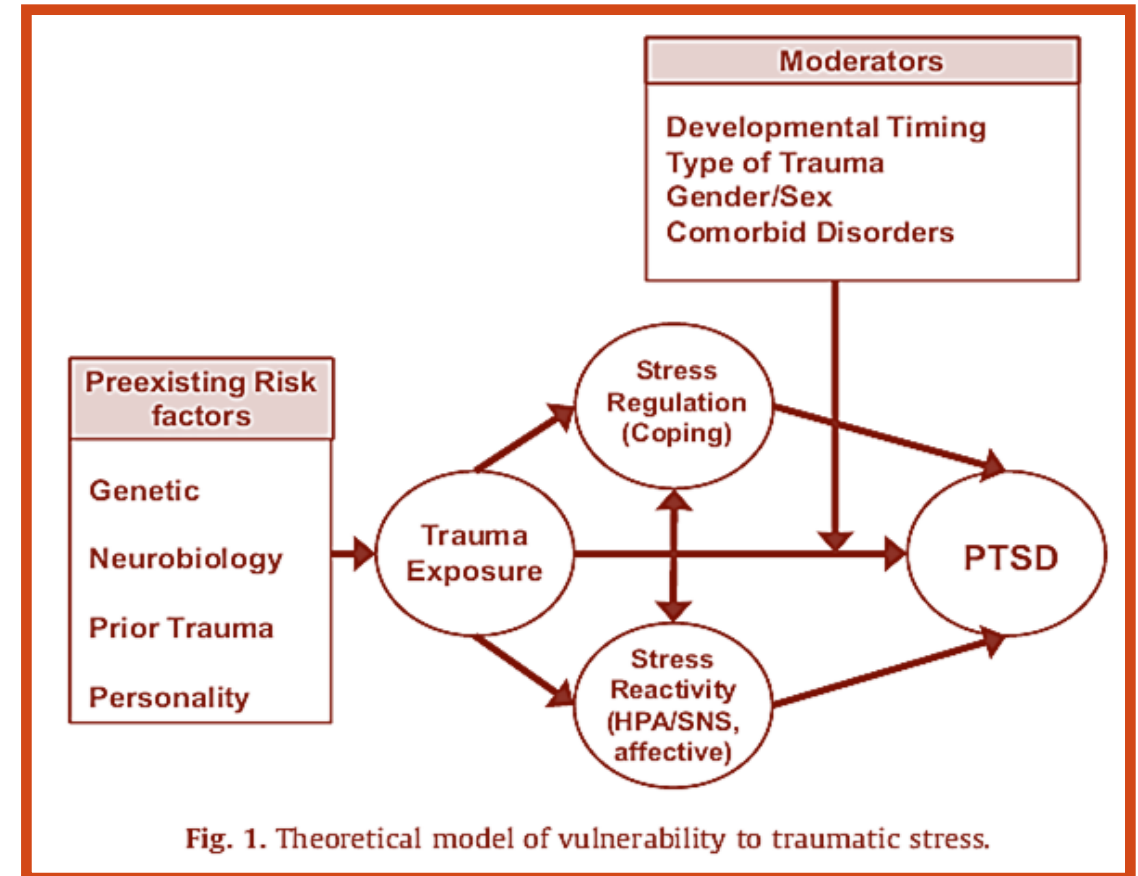 Moderators
Developmental Timing
Type of Trauma
Gender/Sex
Comorbid Disorders
Preexisting Risk
factors
Genetic
Neurobiology
Prior Trauma
Personality
Trauma
Exposure
Stress
Regulation
(Coping)
Stress
Reactivity
(HPA/SNS,
affective)
PTSD
Fig. 1. Theoretical model of vulnerability to traumatic stress.